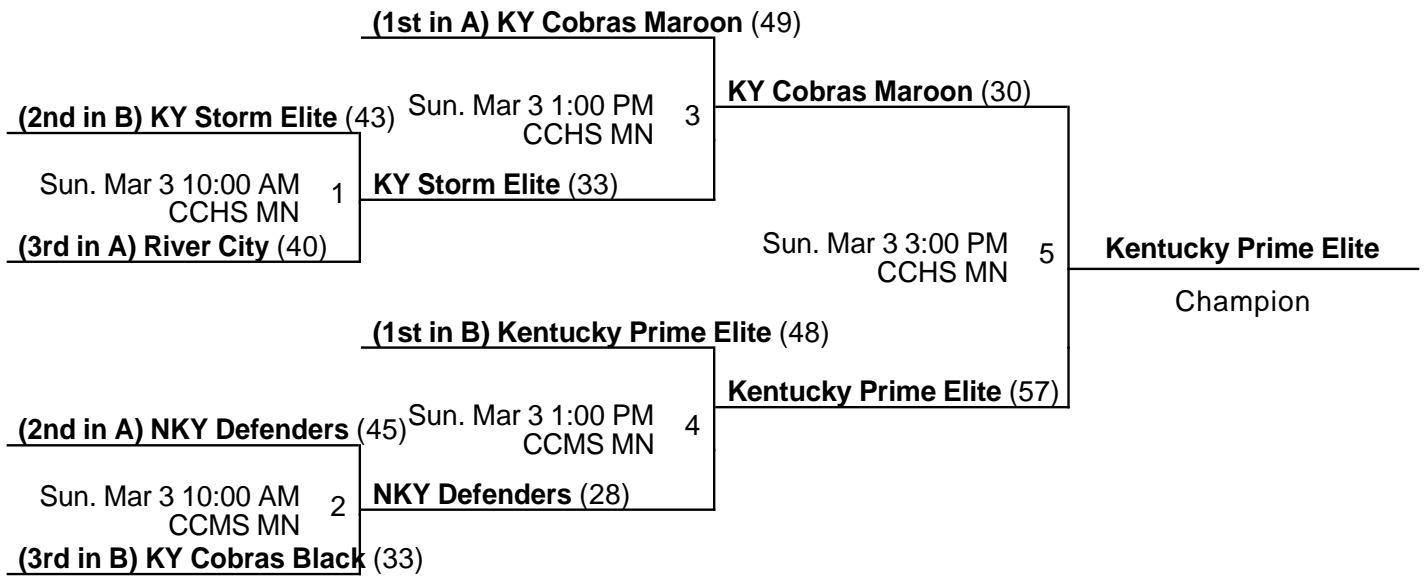 (1st in A) KY Cobras Maroon (49)
KY Cobras Maroon (30)
Sun. Mar 3 1:00 PM 3
CCHS MN
(2nd in B) KY Storm Elite (43)
Sun. Mar 3 10:00 AM 1
CCHS MN
KY Storm Elite (33)
(3rd in A) River City (40)
Sun. Mar 3 3:00 PM 5
CCHS MN
Kentucky Prime Elite
Champion
(1st in B) Kentucky Prime Elite (48)
Kentucky Prime Elite (57)
Sun. Mar 3 1:00 PM 4
CCMS MN
(2nd in A) NKY Defenders (45)
Sun. Mar 3 10:00 AM 2
CCMS MN
NKY Defenders (28)
(3rd in B) KY Cobras Black (33)